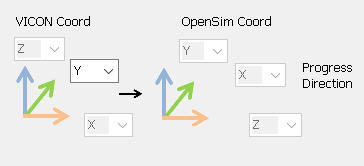 VICON Coord
OpenSim Coord
Z
Y
Y
X
Progress
Direction
X
Z